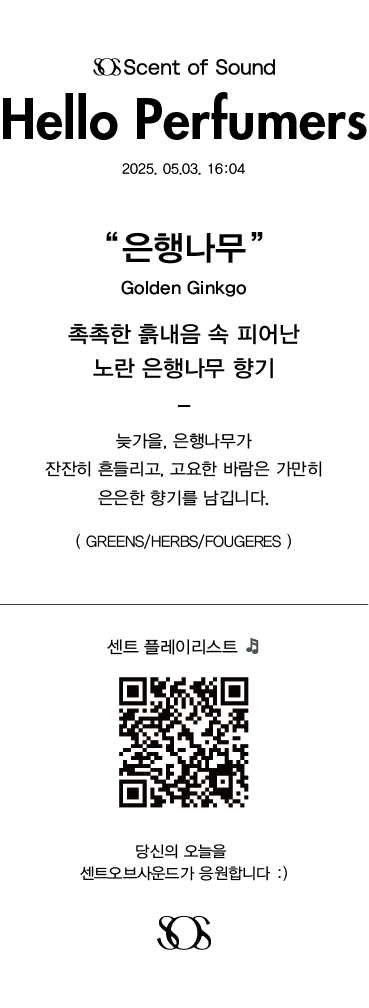 SOS Scent of Sound
Hello Perfumers
2025. 05.03. 16:04
“은행나무”
Golden Ginkgo
촉촉한 흙내음 속 피어난
노란 은행나무 향기
–
늦가을, 은행나무가
잔잔히 흔들리고, 고요한 바람은 가만히
은은한 향기를 남깁니다.
( GREENS/HERBS/FOUGERES )
센트 플레이리스트 🎵
당신의 오늘을
센트오브사운드가 응원합니다 :)
SOS